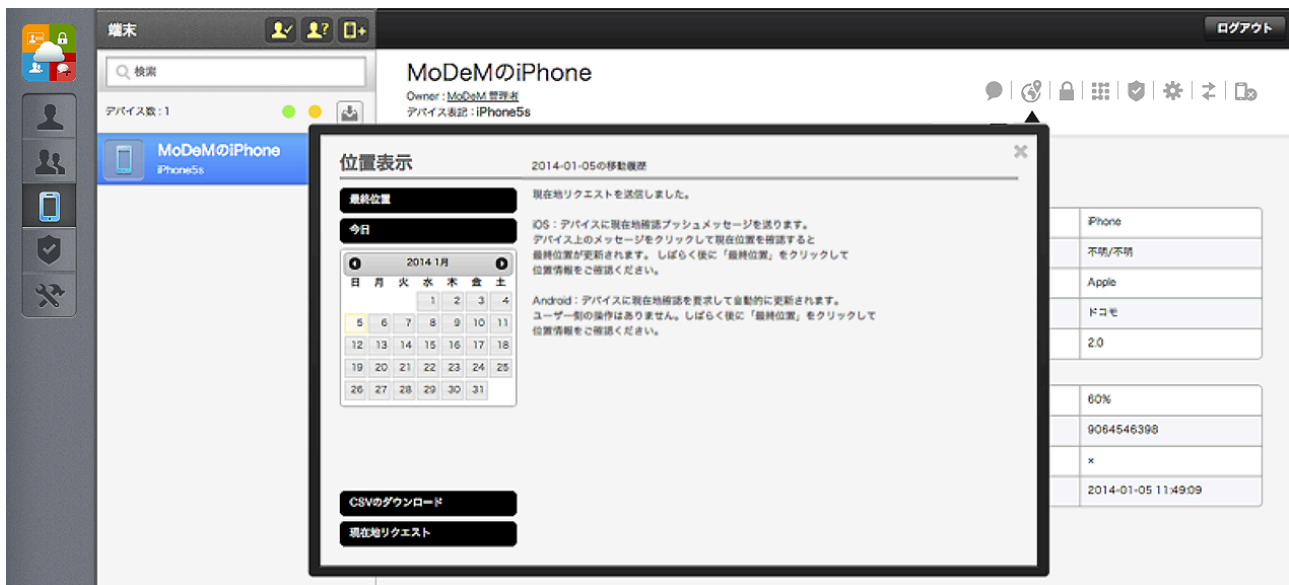 端末
ログアウト
検索
デバイス数 : 1
MoDeMのiPhone
iPhone5s
MoDeMのiPhone
Owner : MoDeM 管理者
デバイス表記 : iPhone5s
位置表示
2014-01-05の移動履歴
最終位置
今日
2014 1月
日 月 火 水 木 金 土
1 2 3 4
5 6 7 8 9 10 11
12 13 14 15 16 17 18
19 20 21 22 23 24 25
26 27 28 29 30 31
CSVのダウンロード
現在地リクエスト
現在地リクエストを送信しました。
iOS：デバイスに現在地確認プッシュメッセージを送ります。
デバイス上のメッセージをクリックして現在位置を確認すると
最終位置が更新されます。 しばらく後に「最終位置」をクリックして
位置情報をご確認ください。
Android：デバイスに現在地確認を要求して自動的に更新されます。
ユーザー側の操作はありません。しばらく後に「最終位置」をクリックして
位置情報をご確認ください。
iPhone
不明/不明
Apple
ドコモ
2.0
60%
9064546398
×
2014-01-05 11:49:09